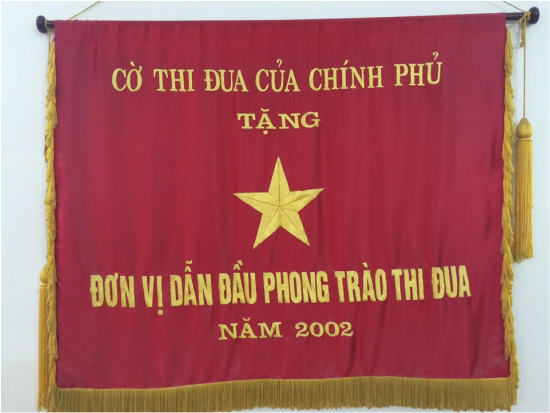 CỜ THI ĐUA CỦA CHÍNH PHỦ
TẶNG
ĐƠN VỊ DẪN ĐẦU PHONG TRÀO THI ĐUA
NĂM 2002